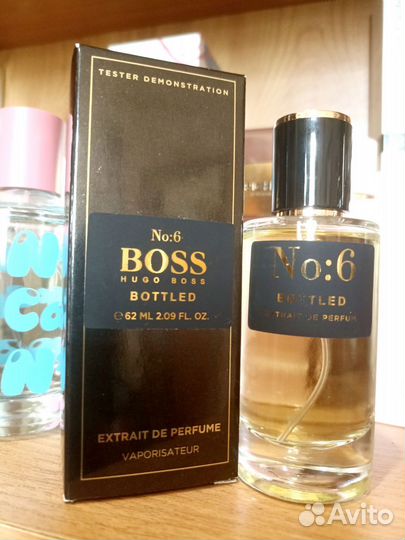 TESTER DEMONSTRATION
No:6
BOSS
HUGO BOSS
BOTTLED
℮ 62 ML 2.09 FL. OZ.
EXTRAIT DE PERFUME
VAPORISATEUR
No:6
BOTTLED
EXTRAIT DE PERFUM
Avito